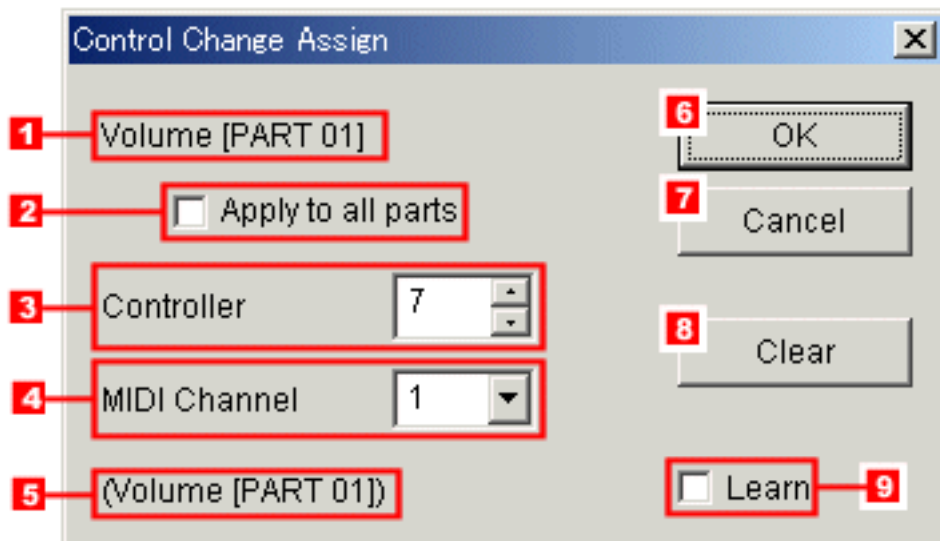 Control Change Assign
1 Volume [PART 01]
6 OK
2 Apply to all parts
7 Cancel
3 Controller 7
8 Clear
4 MIDI Channel 1
5 (Volume [PART 01])
Learn 9